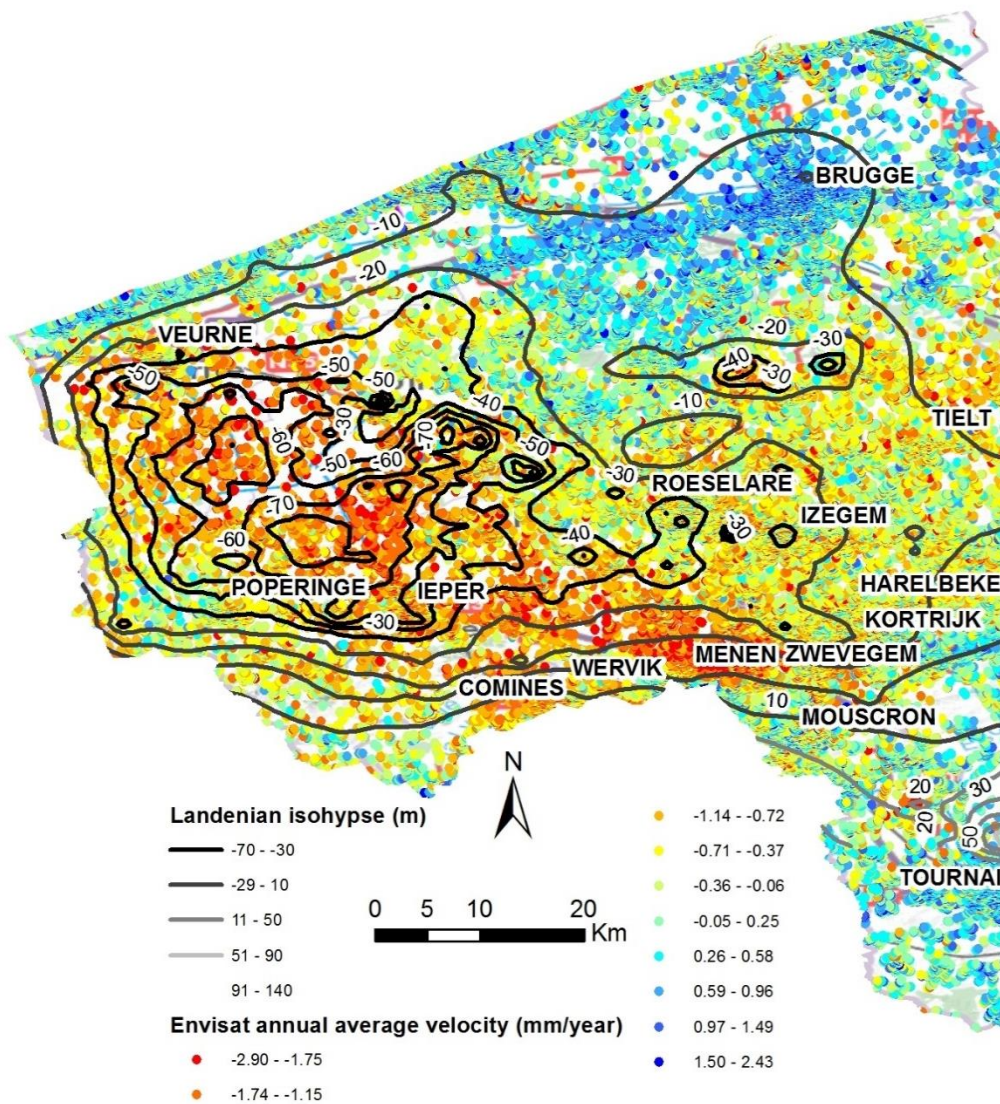 BRUGGE
-10
-20
VEURNE
-20
-30
-50
-50
-50
-40
-40
-30
-10
TIELT
-60
-30
-70
-50
-50
-60
-30
ROESELARE
-70
-40
-30
IZEGEM
-60
POPERINGE
IEPER
HARELBEKE
-30
KORTRIJK
WERVIK
MENEN
ZWEVEGEM
COMINES
10
MOUSCRON
N
20
30
20
50
TOURNAI
Landenian isohypse (m)
-70 - -30
-29 - 10
11 - 50
51 - 90
91 - 140
0 5 10 20
Km
Envisat annual average velocity (mm/year)
-2.90 - -1.75
-1.74 - -1.15
-1.14 - -0.72
-0.71 - -0.37
-0.36 - -0.06
-0.05 - 0.25
0.26 - 0.58
0.59 - 0.96
0.97 - 1.49
1.50 - 2.43